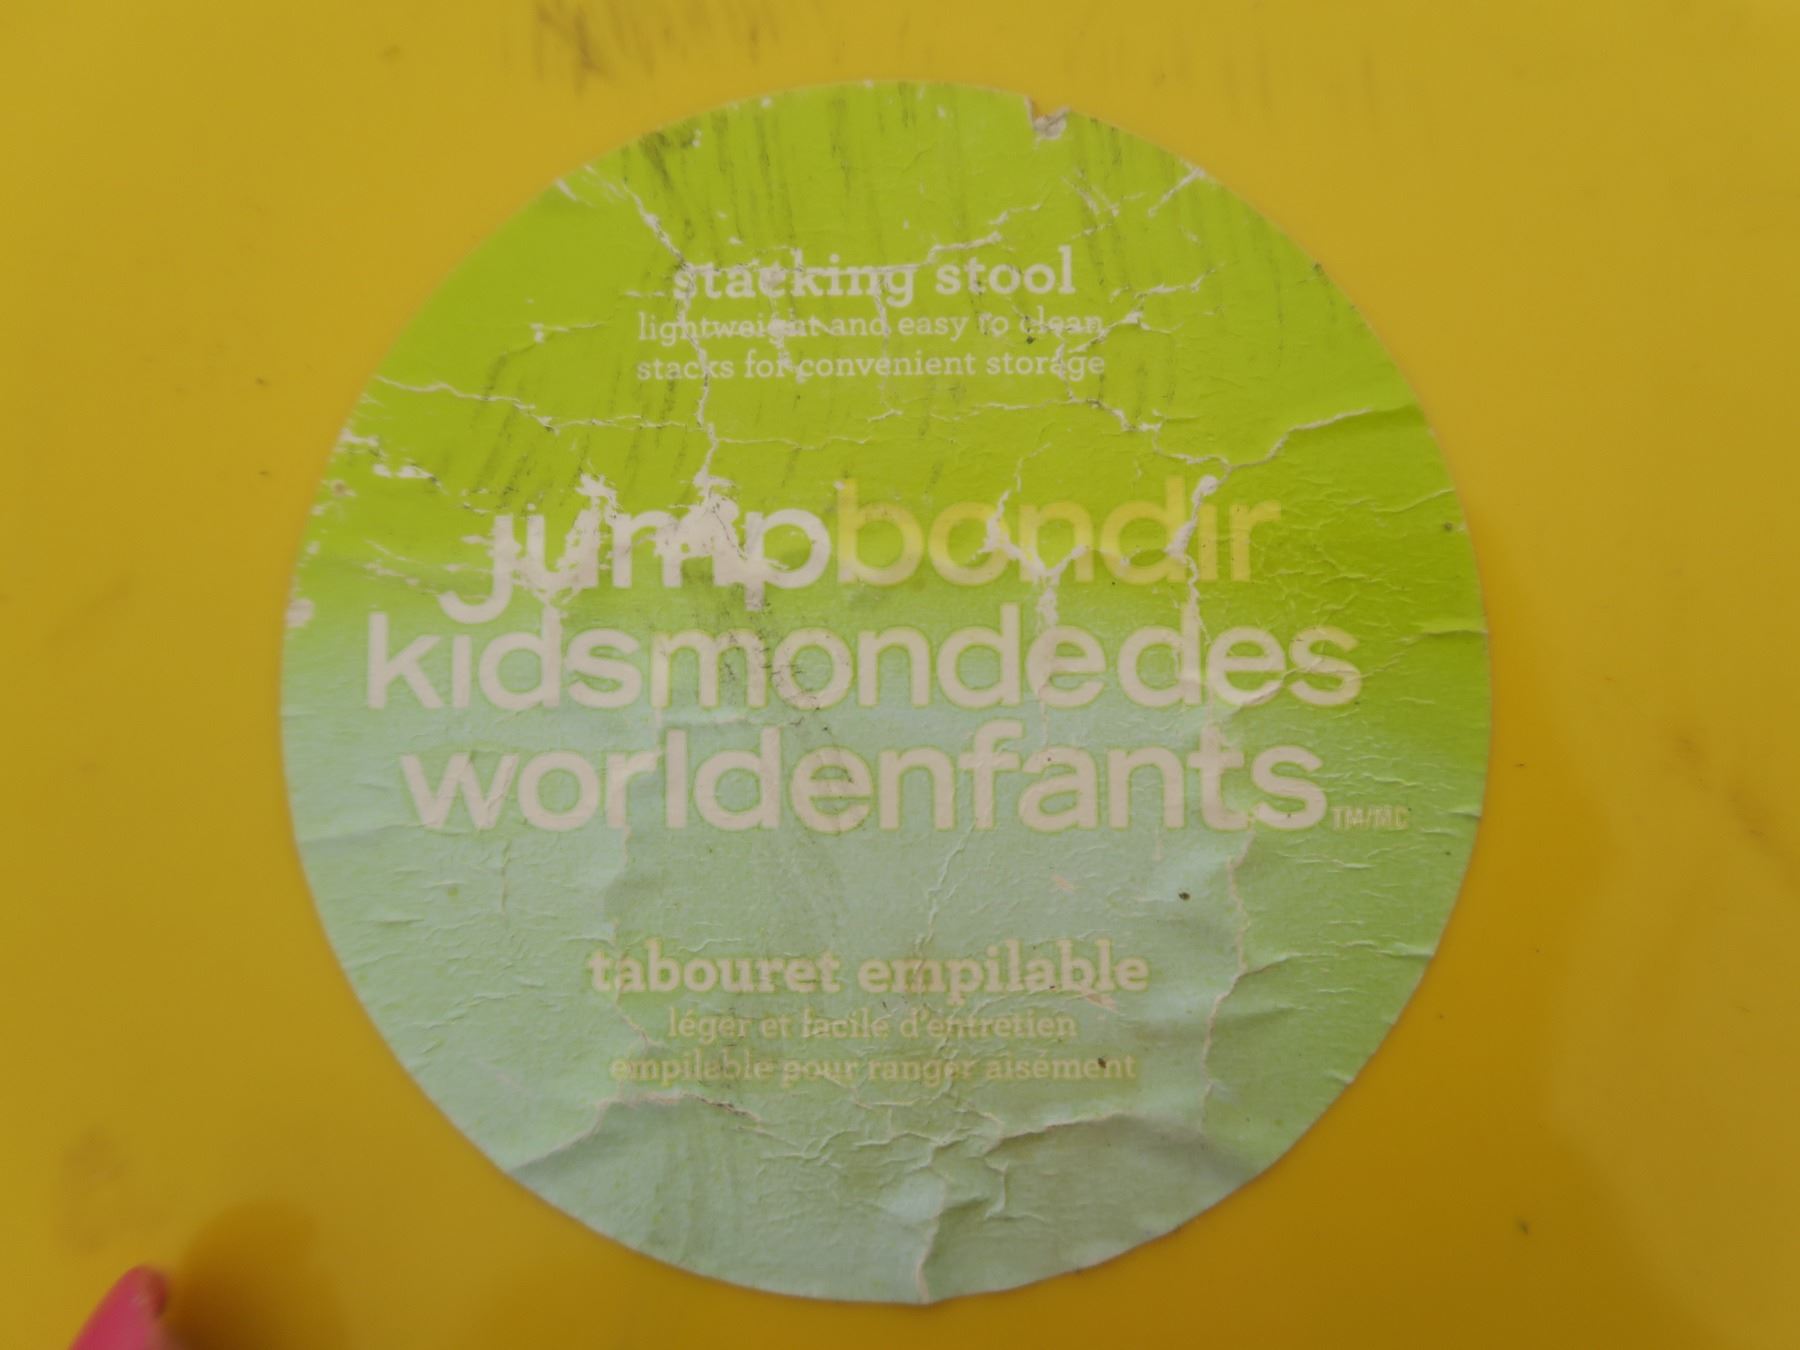 stacking stool
lightweight and easy to clean
stacks for convenient storage
jumpbondir
kidsmondedes
worldenfants TM/MC
tabouret empilable
léger et facile d'entretien
empilable pour ranger aisément